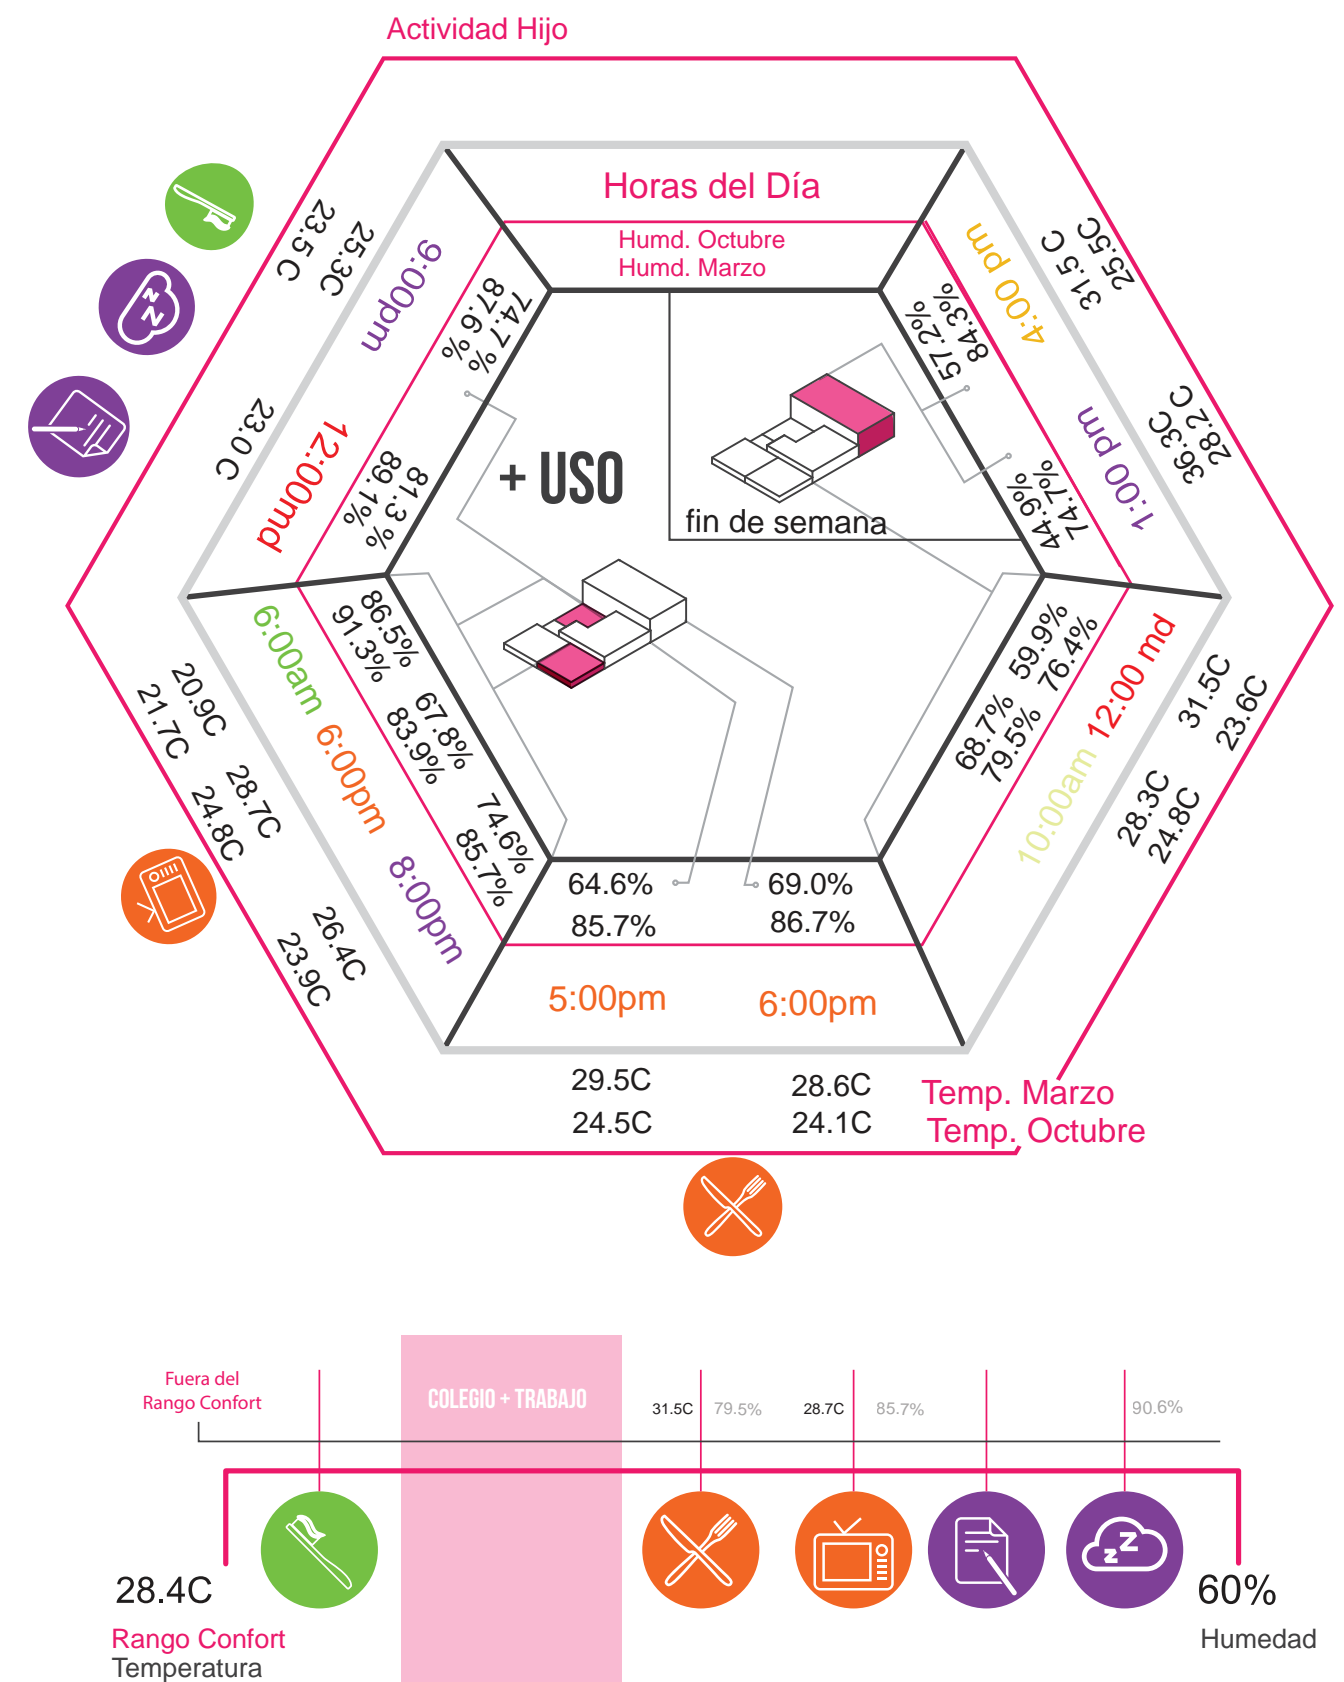 Actividad Hijo
Horas del Día
Humd. Octubre
Humd. Marzo
9:00pm
12:00md
23.5 C
25.3C
23.0 C
74.7 %
87.6 %
81.3 %
89.1 %
4:00 pm
1:00 pm
25.5C
31.5 C
28.2 C
36.3C
84.3%
57.2%
74.7%
44.9%
+ USO
fin de semana
6:00am
6:00pm
8:00pm
86.5%
91.3%
67.8%
83.9%
74.6%
85.7%
20.9C
21.7C
28.7C
24.8C
26.4C
23.9C
12:00 md
10:00am
59.9%
76.4%
68.7%
79.5%
31.5C
23.6C
28.3C
24.8C
64.6%
69.0%
85.7%
86.7%
5:00pm
6:00pm
29.5C
28.6C
24.5C
24.1C
Temp. Marzo
Temp. Octubre
Fuera del
Rango Confort
COLEGIO + TRABAJO
31.5C
79.5%
28.7C
85.7%
90.6%
z
z
z
z
28.4C
60%
Rango Confort
Temperatura
Humedad